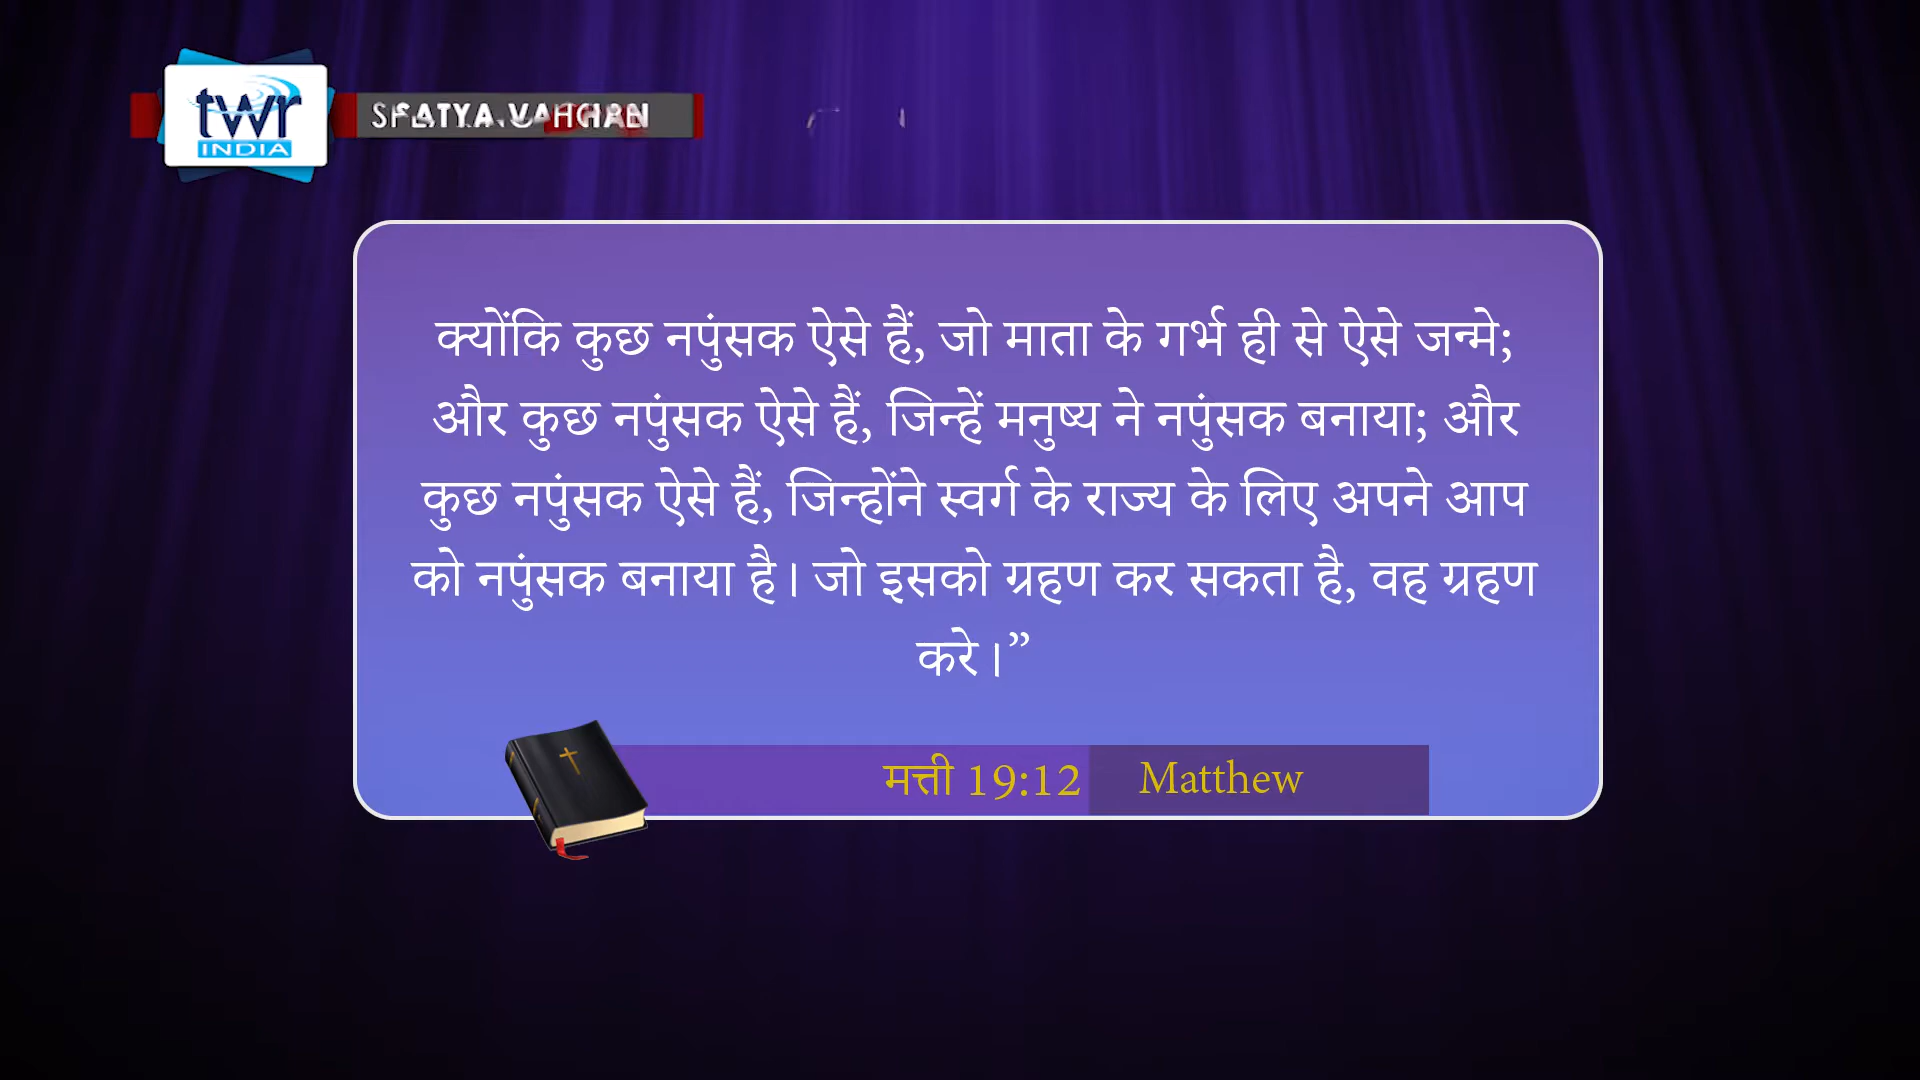 twr
INDIA
क्योंकि कुछ नपुंसक ऐसे हैं, जो माता के गर्भ ही से ऐसे जन्मे;
और कुछ नपुंसक ऐसे हैं, जिन्हें मनुष्य ने नपुंसक बनाया; और
कुछ नपुंसक ऐसे हैं, जिन्होंने स्वर्ग के राज्य के लिए अपने आप
को नपुंसक बनाया है। जो इसको ग्रहण कर सकता है, वह ग्रहण
करे।”
मत्ती 19:12 Matthew